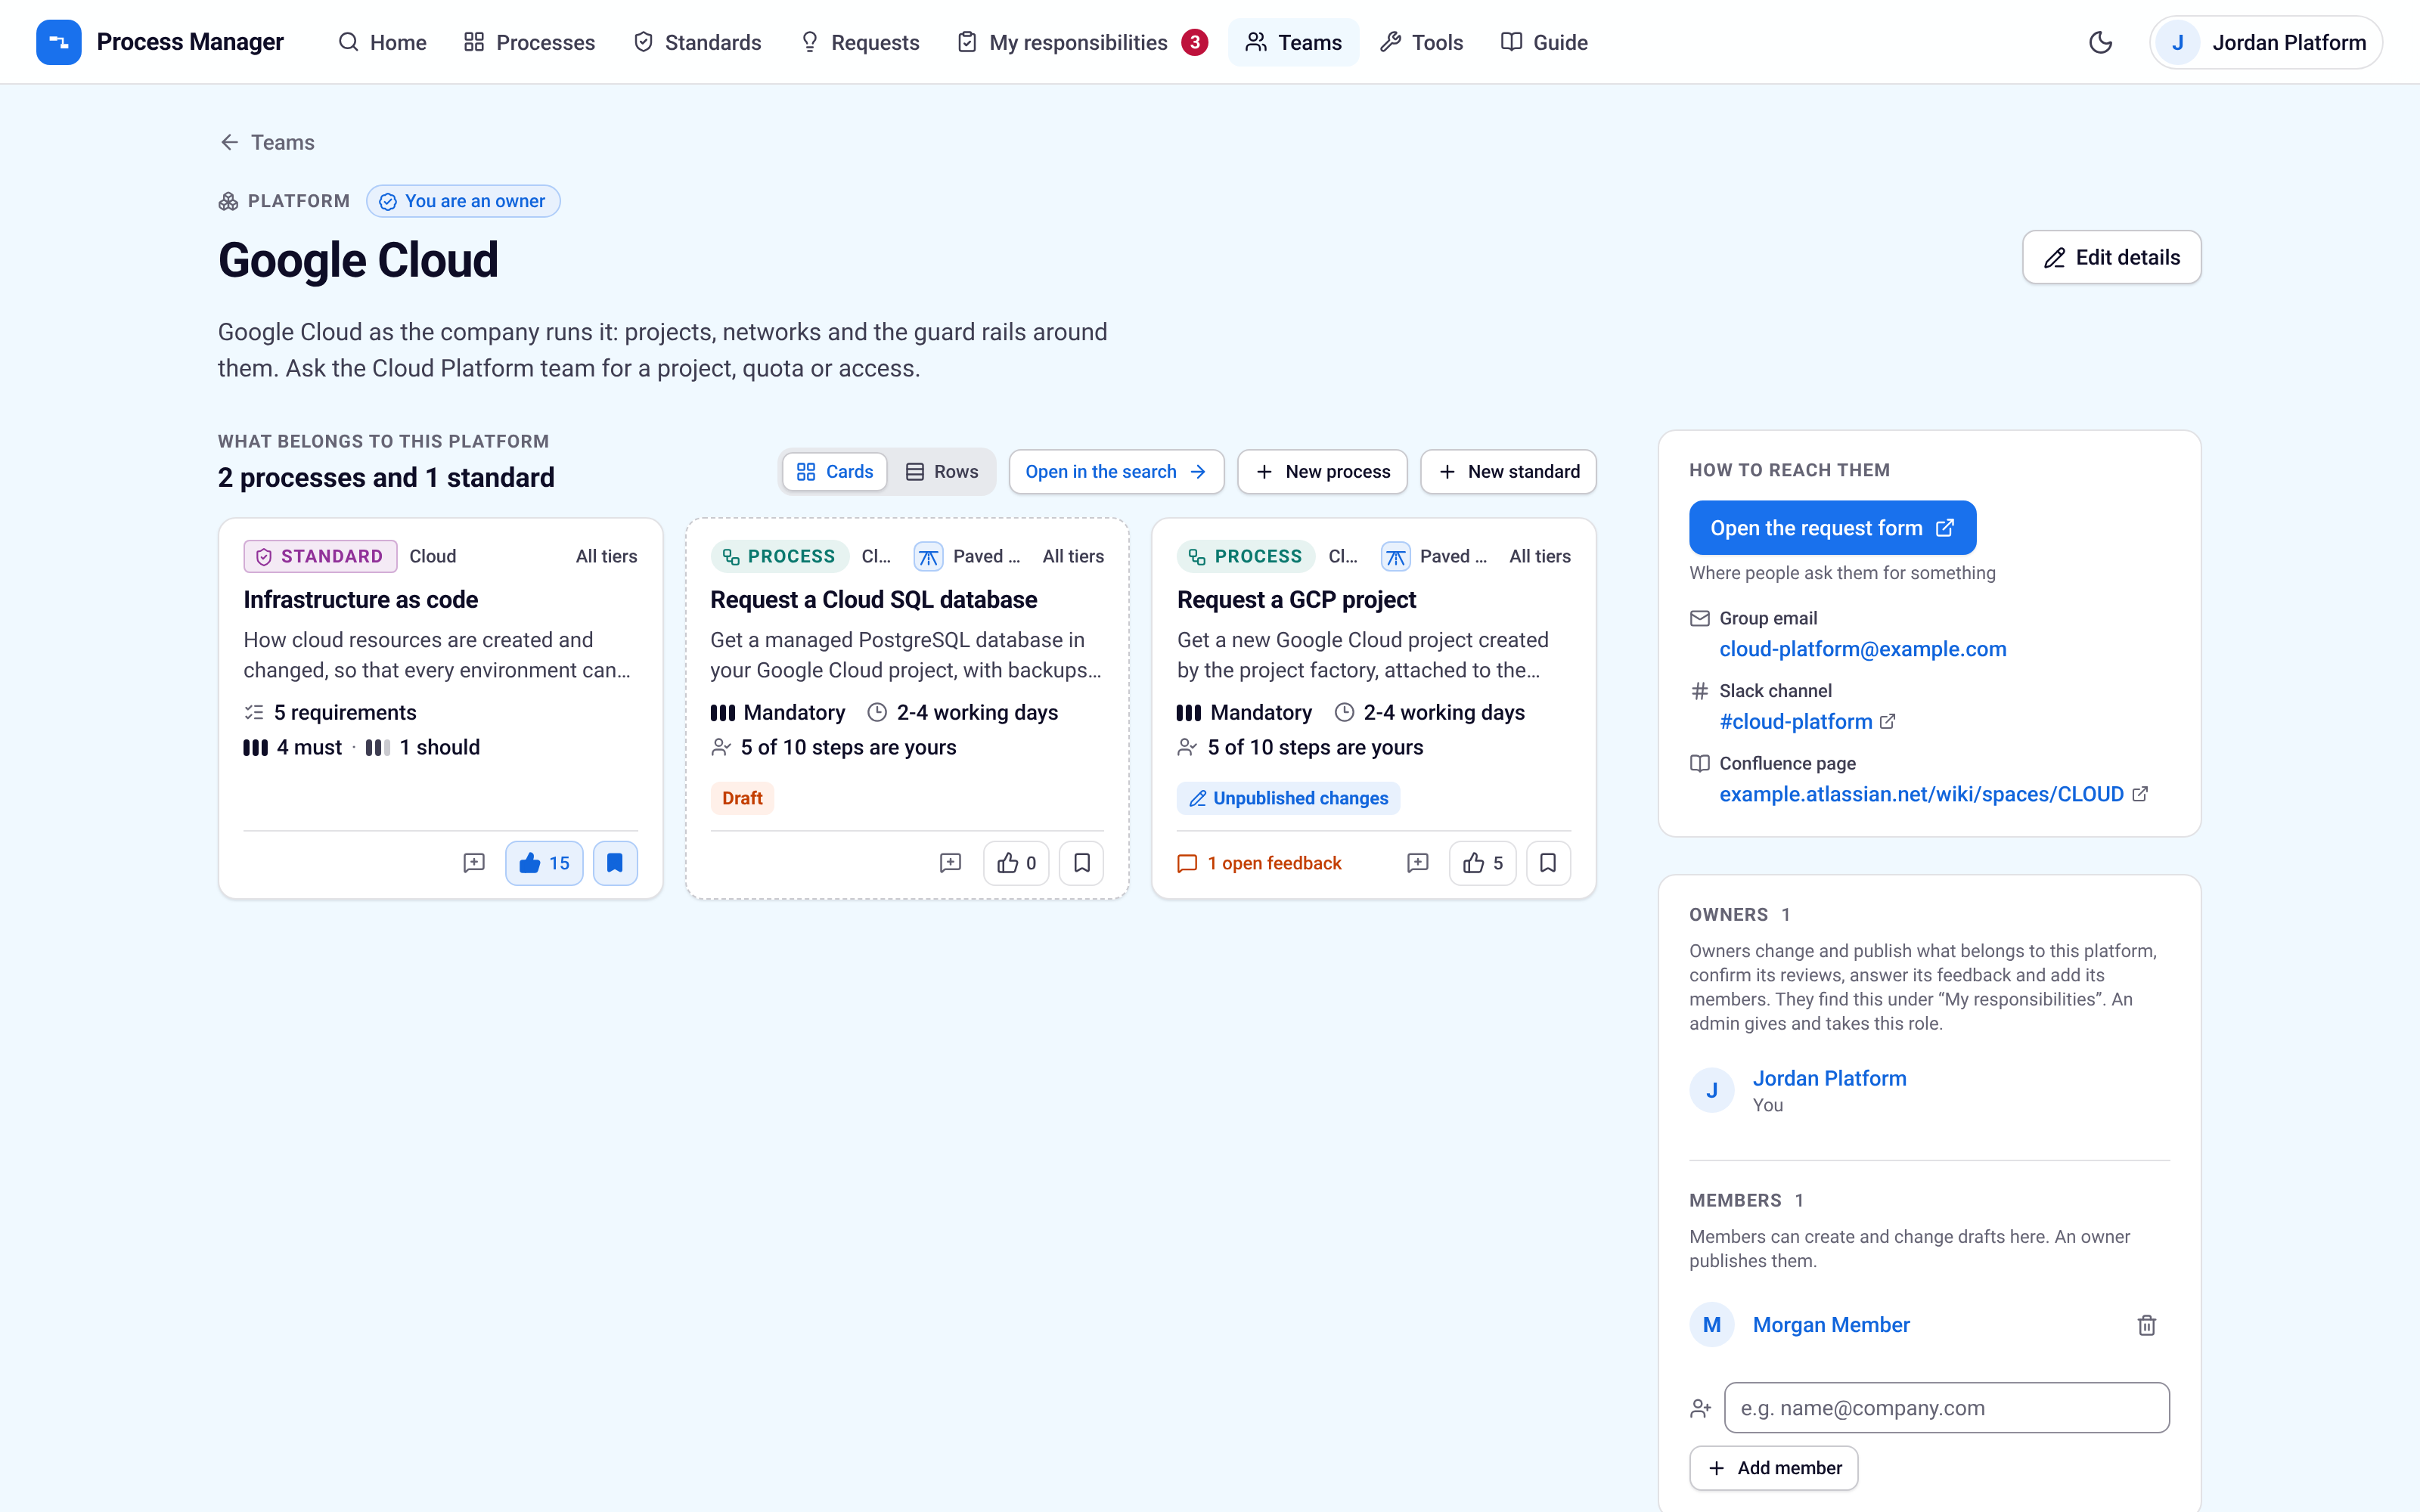 Process Manager
Home
Processes
Standards
Requests
My responsibilities 3
Teams
Tools
Guide
J Jordan Platform
Teams
PLATFORM
You are an owner
Google Cloud
Edit details
Google Cloud as the company runs it: projects, networks and the guard rails around
them. Ask the Cloud Platform team for a project, quota or access.
WHAT BELONGS TO THIS PLATFORM
2 processes and 1 standard
Cards
Rows
Open in the search
New process
New standard
STANDARD Cloud All tiers
Infrastructure as code
How cloud resources are created and
changed, so that every environment can...
5 requirements
4 must · 1 should
15
PROCESS Cl... Paved ... All tiers
Request a Cloud SQL database
Get a managed PostgreSQL database in
your Google Cloud project, with backups...
Mandatory 2-4 working days
5 of 10 steps are yours
Draft
0
PROCESS Cl... Paved ... All tiers
Request a GCP project
Get a new Google Cloud project created
by the project factory, attached to the...
Mandatory 2-4 working days
5 of 10 steps are yours
Unpublished changes
1 open feedback
5
HOW TO REACH THEM
Open the request form
Where people ask them for something
Group email
cloud-platform@example.com
Slack channel
#cloud-platform
Confluence page
example.atlassian.net/wiki/spaces/CLOUD
OWNERS 1
Owners change and publish what belongs to this platform,
confirm its reviews, answer its feedback and add its
members. They find this under “My responsibilities”. An
admin gives and takes this role.
J
Jordan Platform
You
MEMBERS 1
Members can create and change drafts here. An owner
publishes them.
M
Morgan Member
e.g. name@company.com
Add member